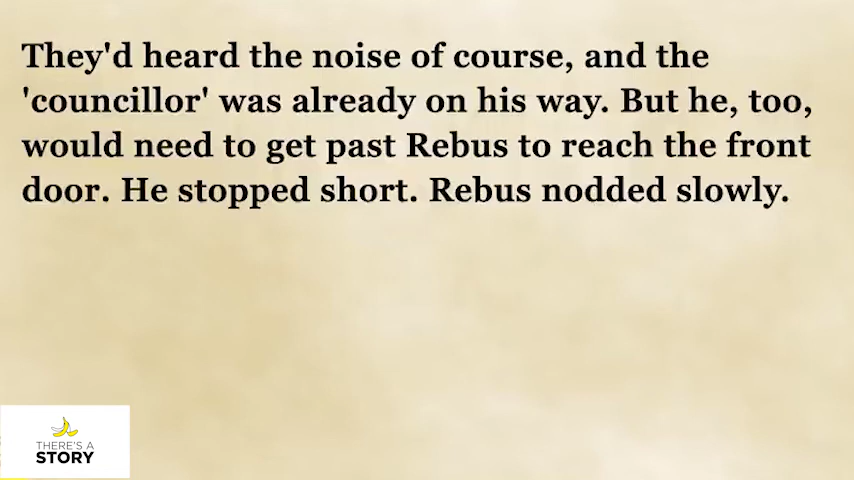 They'd heard the noise of course, and the
'councillor' was already on his way. But he, too,
would need to get past Rebus to reach the front
door. He stopped short. Rebus nodded slowly.
THERE'S A
STORY